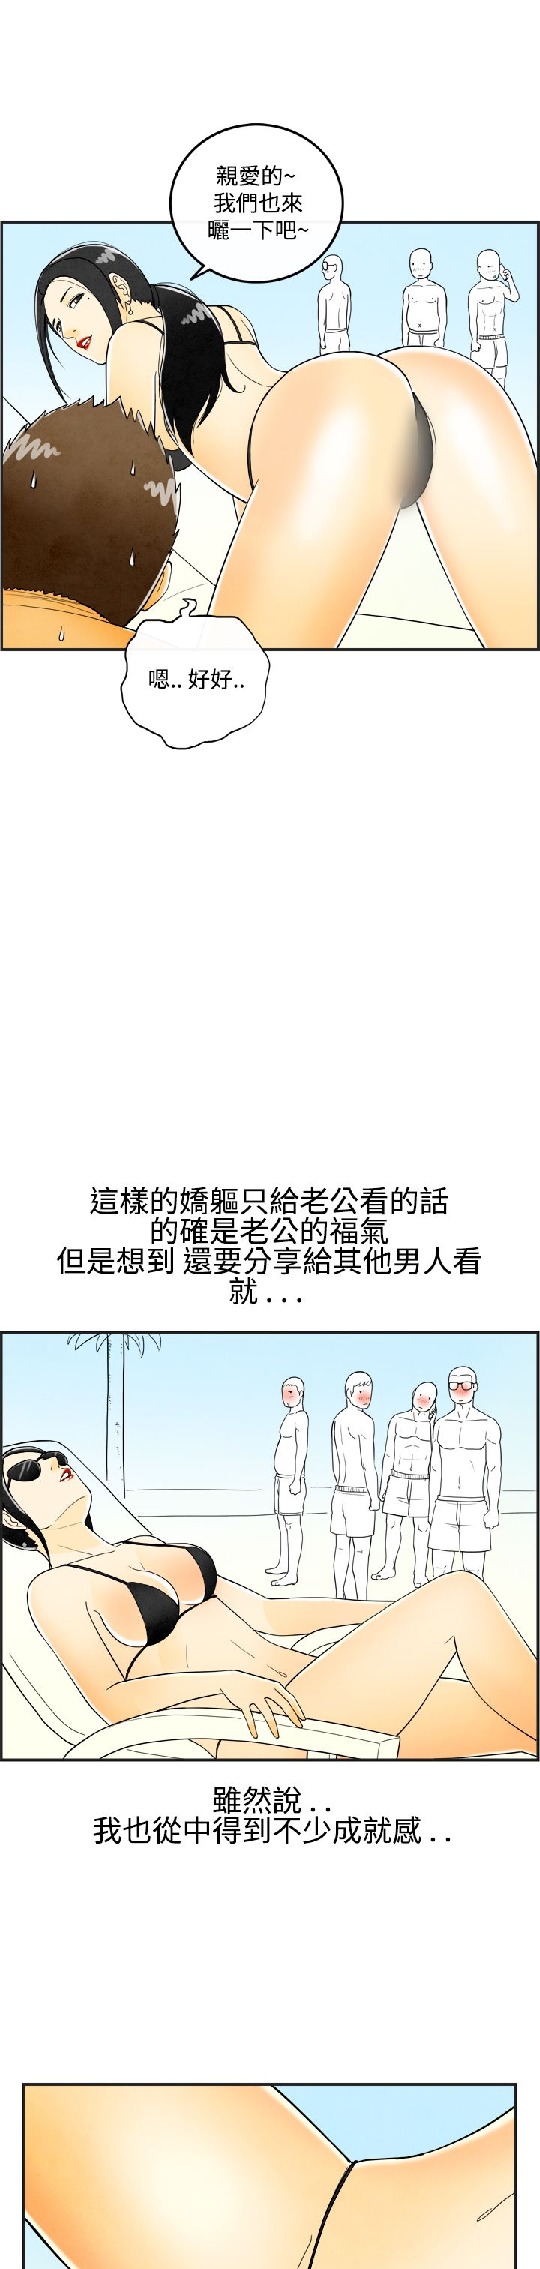 親愛的~
我們也來
曬一下吧~
嗯.. 好好..
這樣的嬌軀只給老公看的話
的確是老公的福氣
但是想到 還要分享給其他男人看
就...
雖然說..
我也從中得到不少成就感..